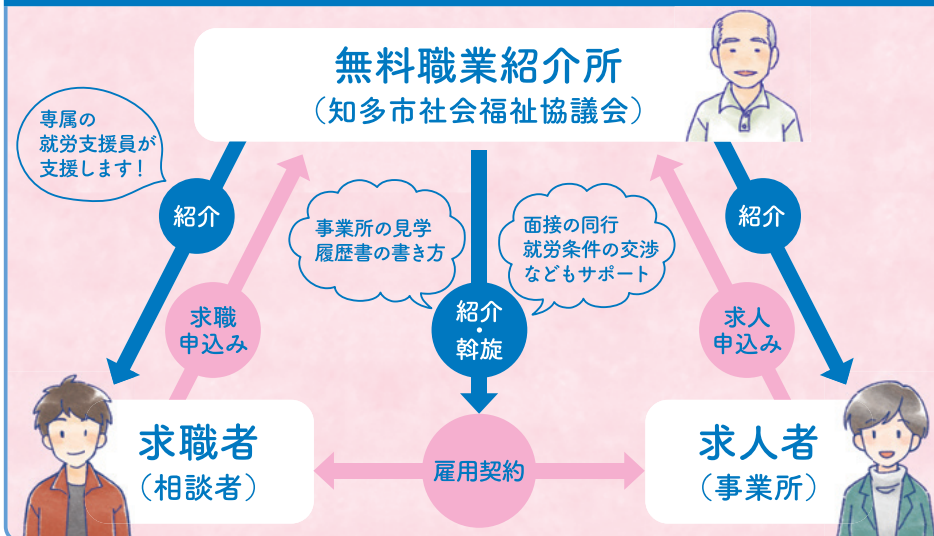 無料職業紹介所
（知多市社会福祉協議会）
専属の
就労支援員が
支援します！
紹介
事業所の見学
履歴書の書き方
面接の同行
就労条件の交渉
などもサポート
紹介
求職
申込み
紹介
・
斡旋
求人
申込み
求職者
（相談者）
雇用契約
求人者
（事業所）